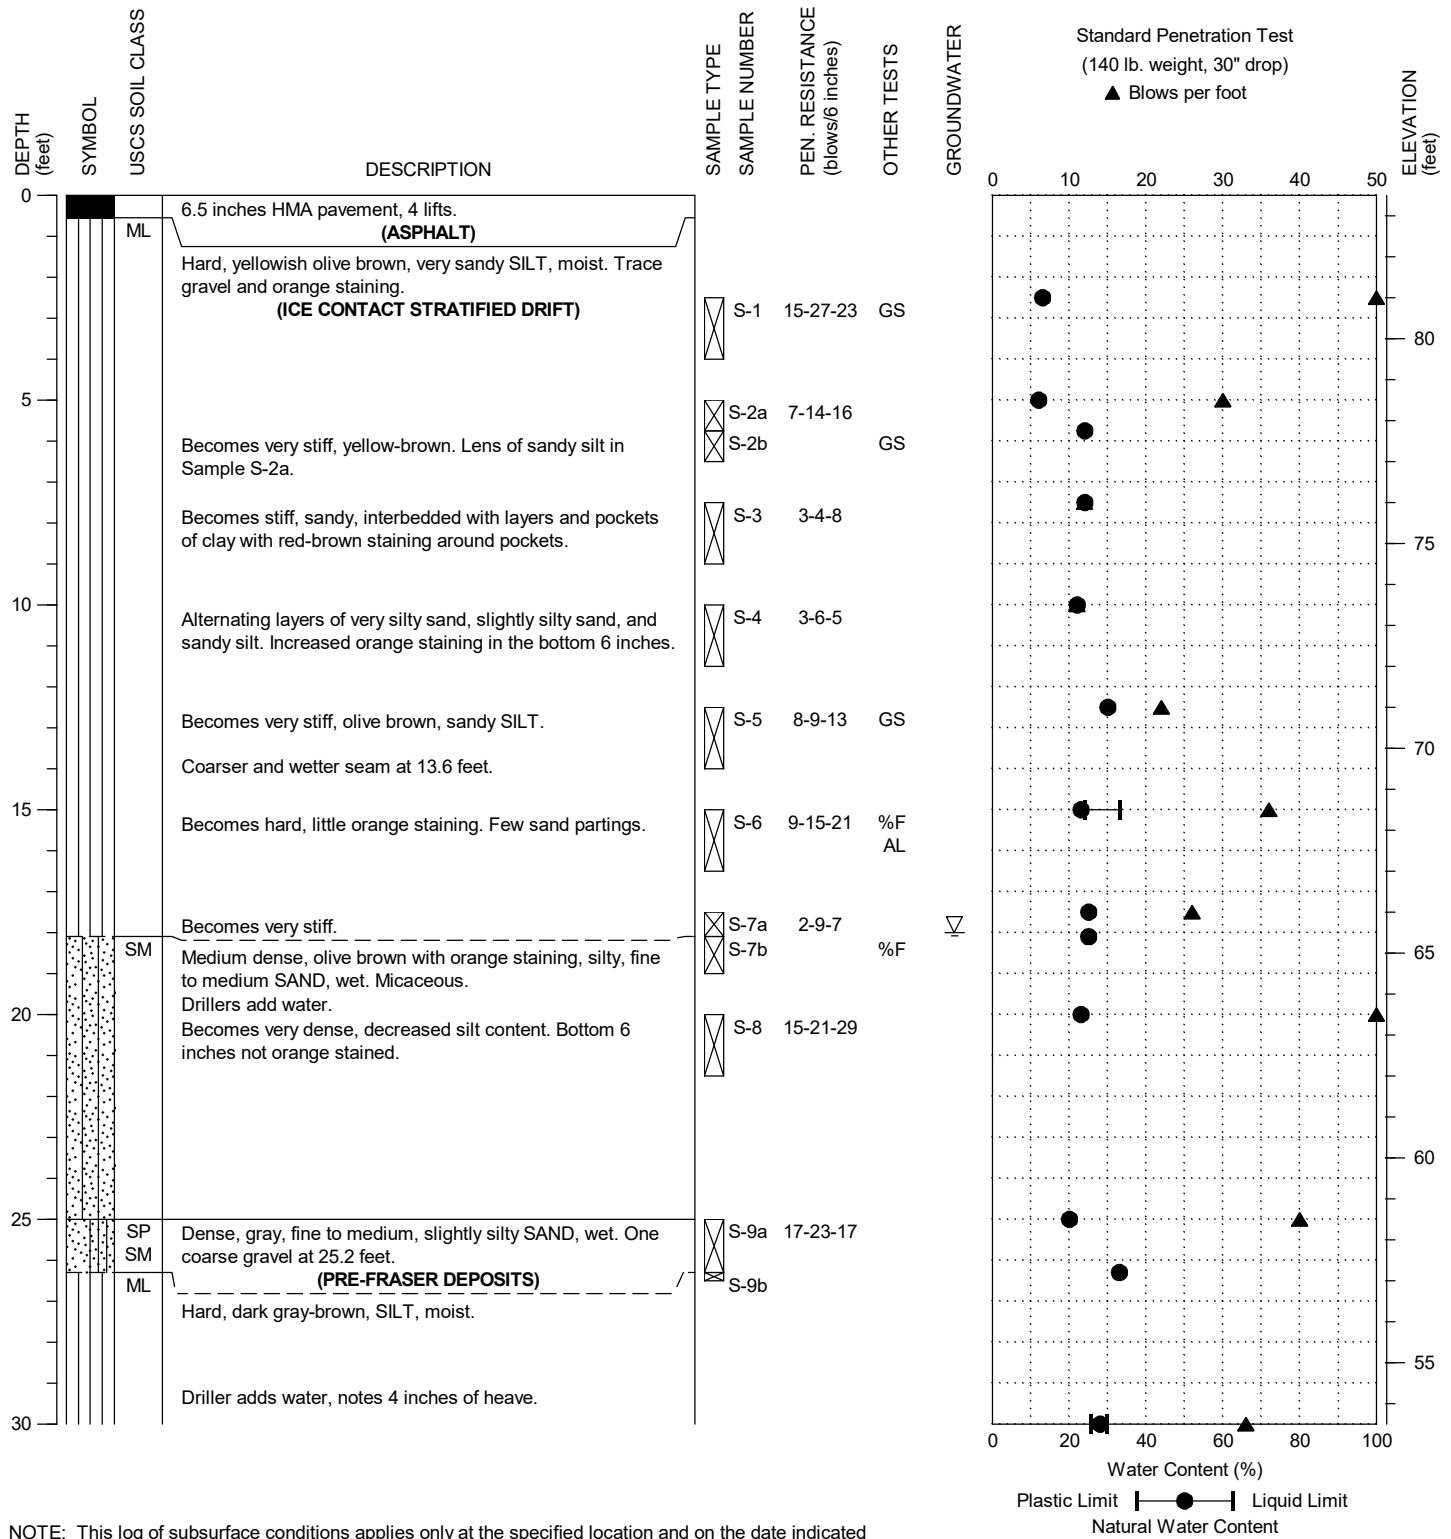 DEPTH
(feet)
SYMBOL
USCS SOIL CLASS
DESCRIPTION
SAMPLE TYPE
SAMPLE NUMBER
PEN. RESISTANCE
(blows/6 inches)
OTHER TESTS
GROUNDWATER
Standard Penetration Test
(140 lb. weight, 30" drop)
▲ Blows per foot
ELEVATION
(feet)
0 10 20 30 40 50
0
6.5 inches HMA pavement, 4 lifts.
(ASPHALT)
ML
Hard, yellowish olive brown, very sandy SILT, moist. Trace
gravel and orange staining.
(ICE CONTACT STRATIFIED DRIFT)
S-1 15-27-23 GS
80
5
S-2a 7-14-16
Becomes very stiff, yellow-brown. Lens of sandy silt in
Sample S-2a.
S-2b GS
Becomes stiff, sandy, interbedded with layers and pockets
of clay with red-brown staining around pockets.
S-3 3-4-8
75
10
Alternating layers of very silty sand, slightly silty sand, and
sandy silt. Increased orange staining in the bottom 6 inches.
S-4 3-6-5
Becomes very stiff, olive brown, sandy SILT.
S-5 8-9-13 GS
70
Coarser and wetter seam at 13.6 feet.
15
Becomes hard, little orange staining. Few sand partings.
S-6 9-15-21 %F
AL
Becomes very stiff.
S-7a 2-9-7
SM
Medium dense, olive brown with orange staining, silty, fine
to medium SAND, wet. Micaceous.
S-7b %F
65
Drillers add water.
20
Becomes very dense, decreased silt content. Bottom 6
inches not orange stained.
S-8 15-21-29
60
25
SP
SM
Dense, gray, fine to medium, slightly silty SAND, wet. One
coarse gravel at 25.2 feet.
S-9a 17-23-17
(PRE-FRASER DEPOSITS)
ML
S-9b
Hard, dark gray-brown, SILT, moist.
55
Driller adds water, notes 4 inches of heave.
30
0 20 40 60 80 100
Water Content (%)
Plastic Limit Liquid Limit
Natural Water Content
NOTE: This log of subsurface conditions applies only at the specified location and on the date indicated